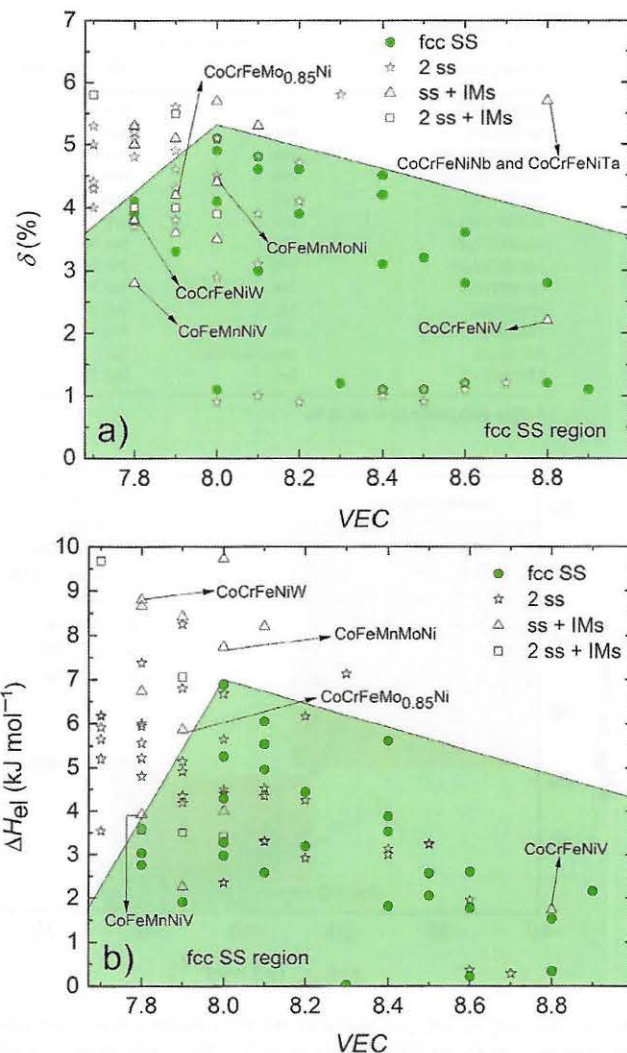 7
6
5
4
3
2
1
0
δ (%)
fcc SS
2 ss
ss + IMs
2 ss + IMs
CoCrFeMo0.85Ni
CoCrFeNiNb and CoCrFeNiTa
CoFeMnMoNi
CoCrFeNiW
CoFeMnNiV
CoCrFeNiV
a)
fcc SS region
7.8 8.0 8.2 8.4 8.6 8.8
VEC
10
9
8
7
6
5
4
3
2
1
0
ΔHel (kJ mol−1)
fcc SS
2 ss
ss + IMs
2 ss + IMs
CoCrFeNiW
CoFeMnMoNi
CoCrFeMo0.85Ni
CoCrFeNiV
CoFeMnNiV
b)
fcc SS region
7.8 8.0 8.2 8.4 8.6 8.8
VEC